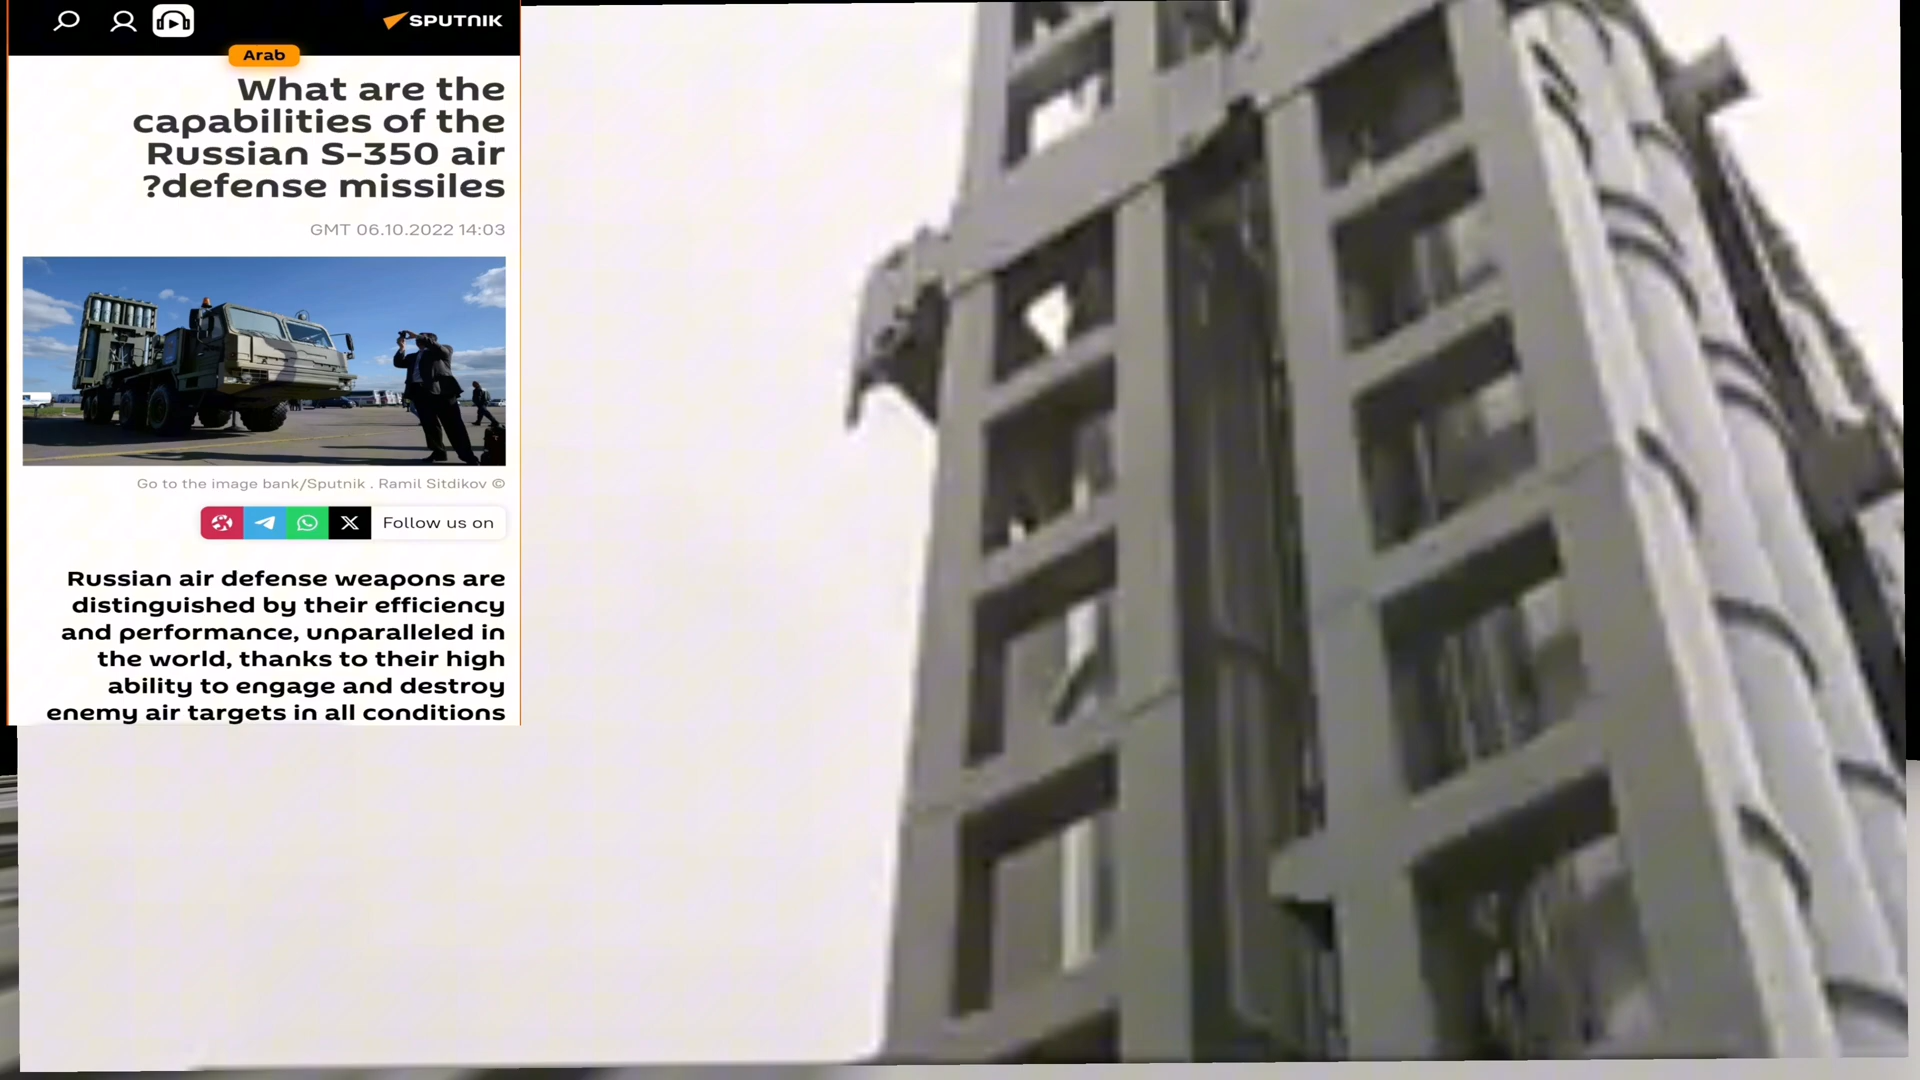 SPUTNIK
Arab
What are the
capabilities of the
Russian S-350 air
?defense missiles
GMT 06.10.2022 14:03
Go to the image bank/Sputnik . Ramil Sitdikov ©
Follow us on
Russian air defense weapons are
distinguished by their efficiency
and performance, unparalleled in
the world, thanks to their high
ability to engage and destroy
enemy air targets in all conditions